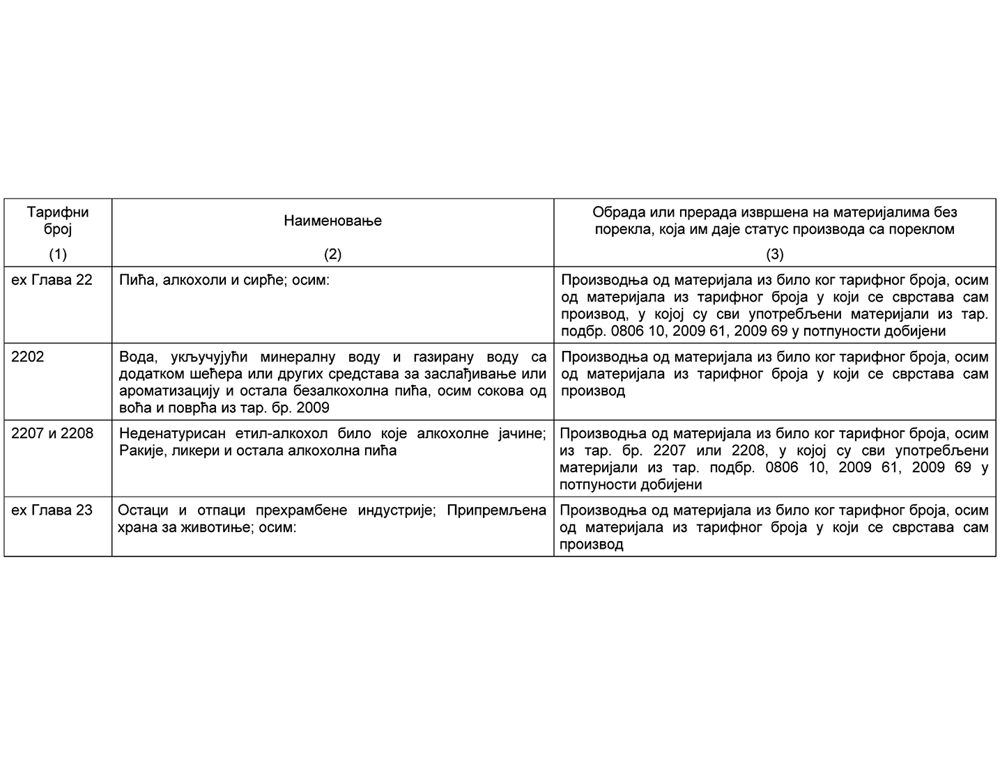 Тарифни
број
(1)
Наименовање
(2)
Обрада или прерада извршена на материјалима без
порекла, која им даје статус производа са пореклом
(3)
ex Глава 22
Пића, алкохоли и сирће; осим:
Производња од материјала из било ког тарифног броја, осим
од материјала из тарифног броја у који се сврстава сам
производ, у којој су сви употребљени материјали из тар.
подбр. 0806 10, 2009 61, 2009 69 у потпуности добијени
2202
Вода, укључујући минералну воду и газирану воду са
додатком шећера или других средстава за заслађивање или
ароматизацију и остала безалкохолна пића, осим сокова од
воћа и поврћа из тар. бр. 2009
Производња од материјала из било ког тарифног броја, осим
од материјала из тарифног броја у који се сврстава сам
производ
2207 и 2208
Неденатурисан етил-алкохол било које алкохолне јачине;
Ракије, ликери и остала алкохолна пића
Производња од материјала из било ког тарифног броја, осим
из тар. бр. 2207 или 2208, у којој су сви употребљени
материјали из тар. подбр. 0806 10, 2009 61, 2009 69 у
потпуности добијени
ex Глава 23
Остаци и отпаци прехрамбене индустрије; Припремљена
храна за животиње; осим:
Производња од материјала из било ког тарифног броја, осим
од материјала из тарифног броја у који се сврстава сам
производ